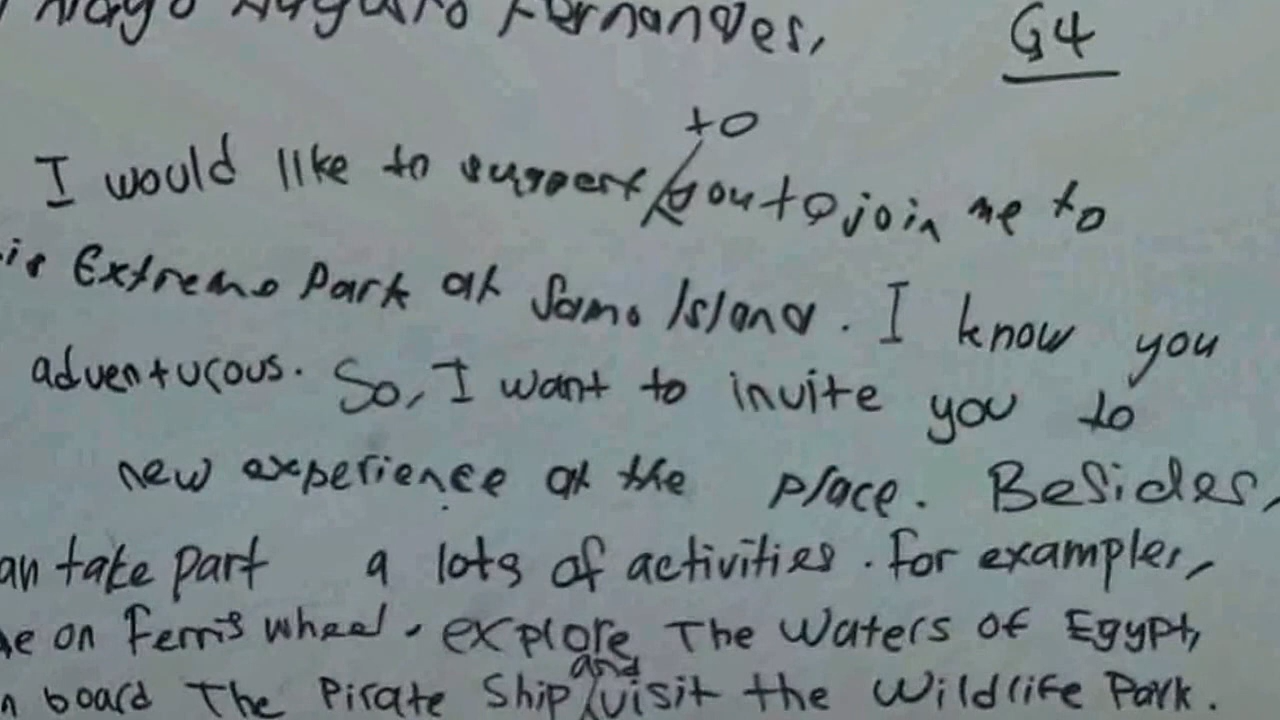 Fernandes,
G4
to
I would like to suggest you to join me to
Extreme Park at Samo Island. I know you
adventurous. So, I want to invite you to
new experience at the place. Besides,
an take part a lots of activities. For examples,
on Ferris wheel, explore The Waters of Egypt,
and
n board The Pirate Ship visit the Wildlife Park.